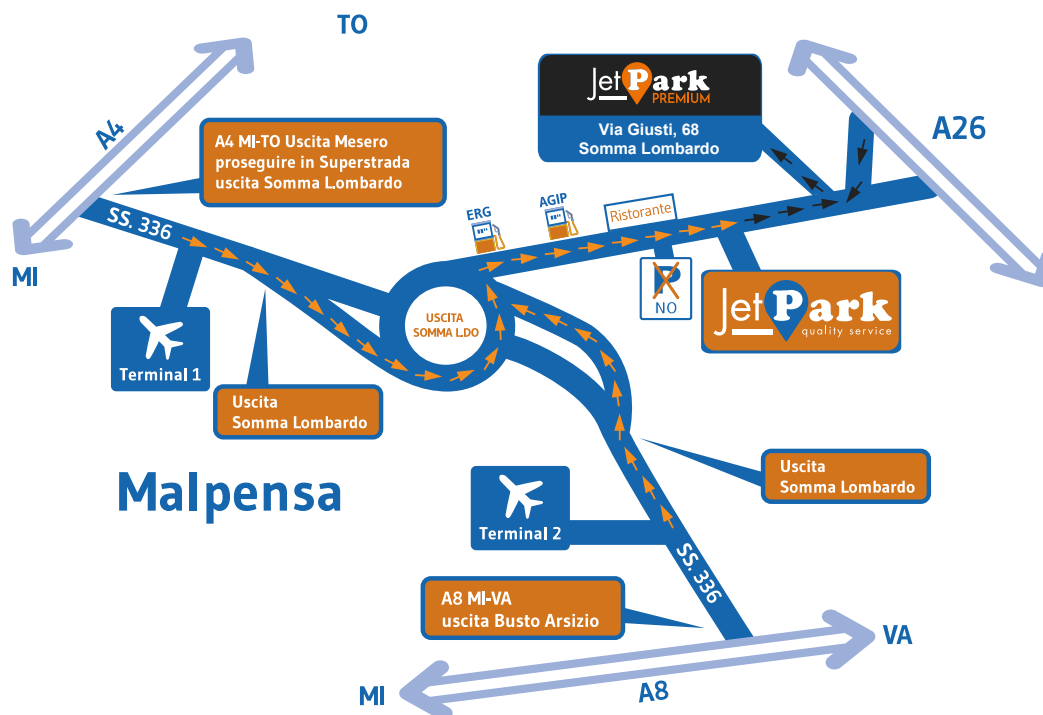 TO
A4
MI
A4 MI-TO Uscita Mesero
proseguire in Superstrada
uscita Somma Lombardo
SS. 336
Terminal 1
Uscita
Somma Lombardo
Malpensa
USCITA
SOMMA L.DO
ERG
AGIP
Ristorante
P
NO
Jet Park
PREMIUM
Via Giusti, 68
Somma Lombardo
A26
Jet Park
quality service
Uscita
Somma Lombardo
Terminal 2
SS. 336
A8 MI-VA
uscita Busto Arsizio
MI
A8
VA